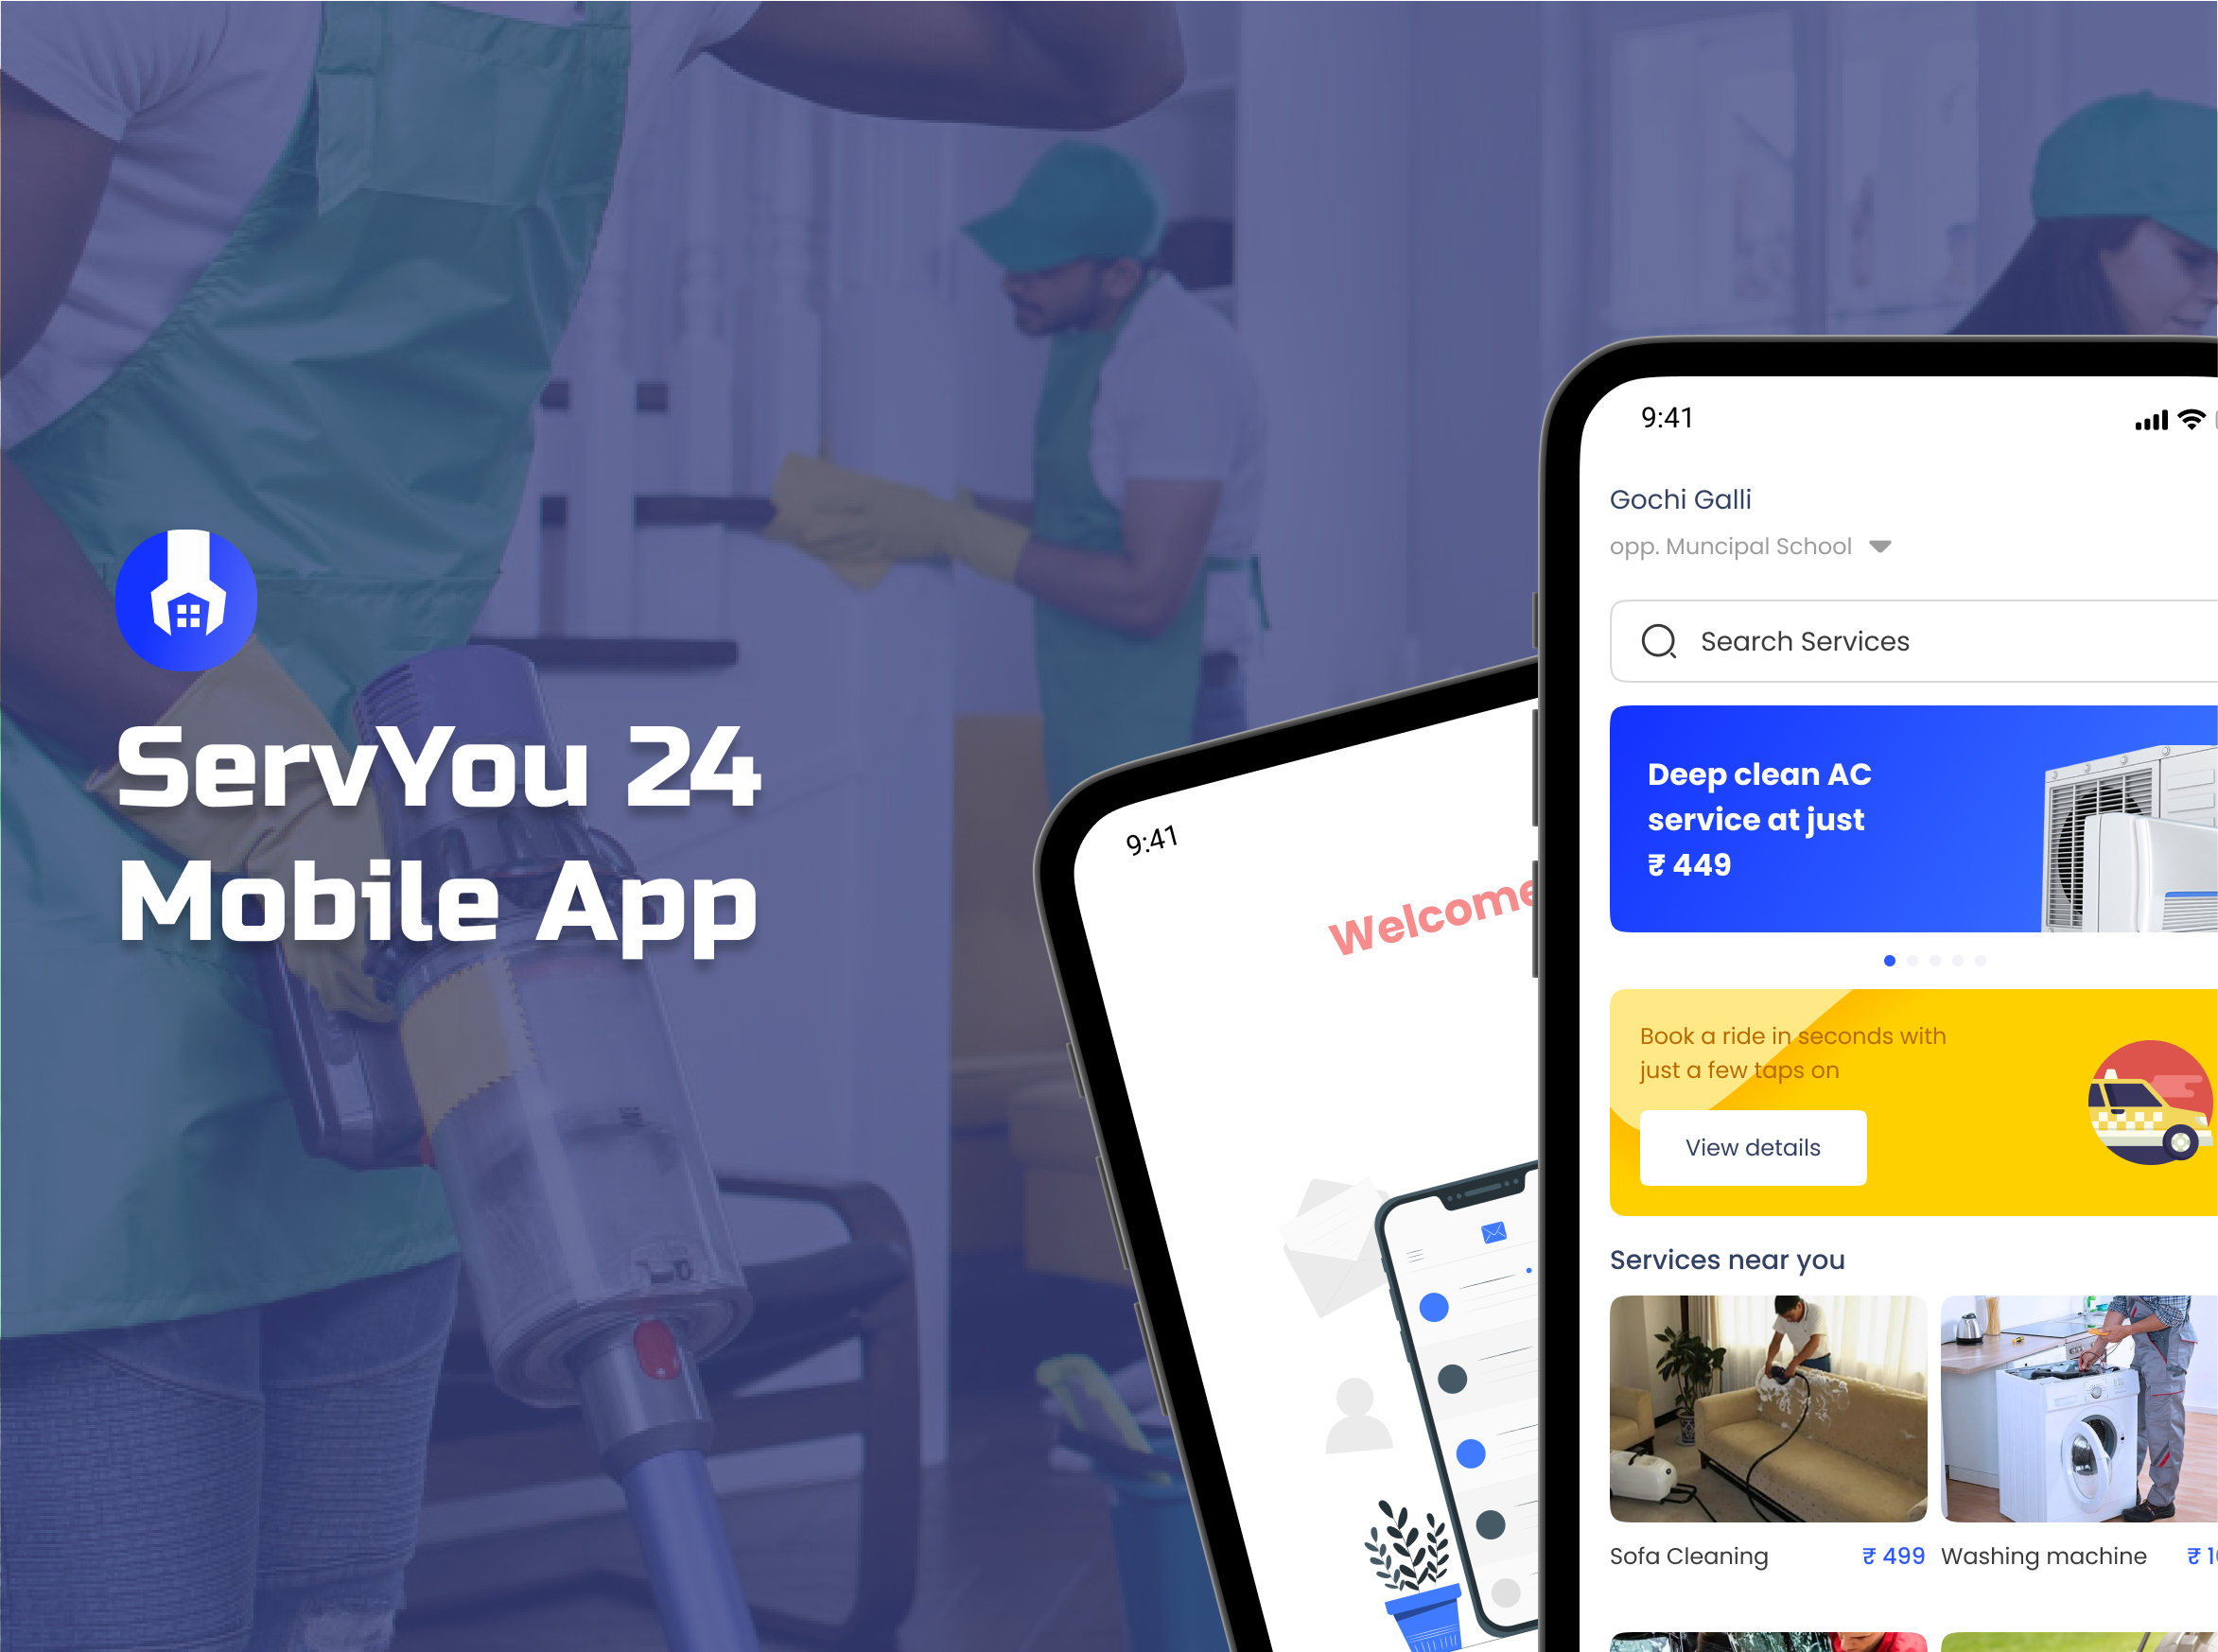 ServYou 24
Mobile App
9:41
Welcome
9:41
Gochi Galli
opp. Muncipal School
Search Services
Deep clean AC
service at just
₹ 449
Book a ride in seconds with
just a few taps on
View details
Services near you
Sofa Cleaning ₹ 499
Washing machine ₹